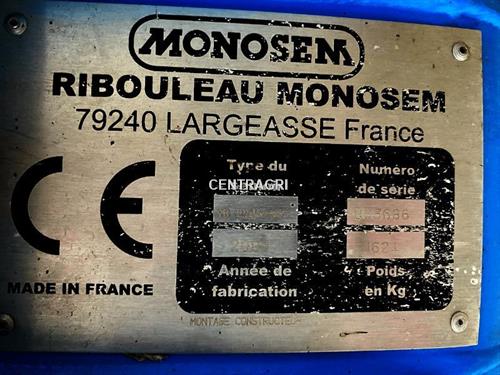 MONOSEM
RIBOULEAU MONOSEM
79240 LARGEASSE France
CE
Type du
CENTRAGRI
Numéro
de série
1621
Année de
fabrication
Poids
en Kg
MADE IN FRANCE
MONTAGE CONSTRUCTEUR